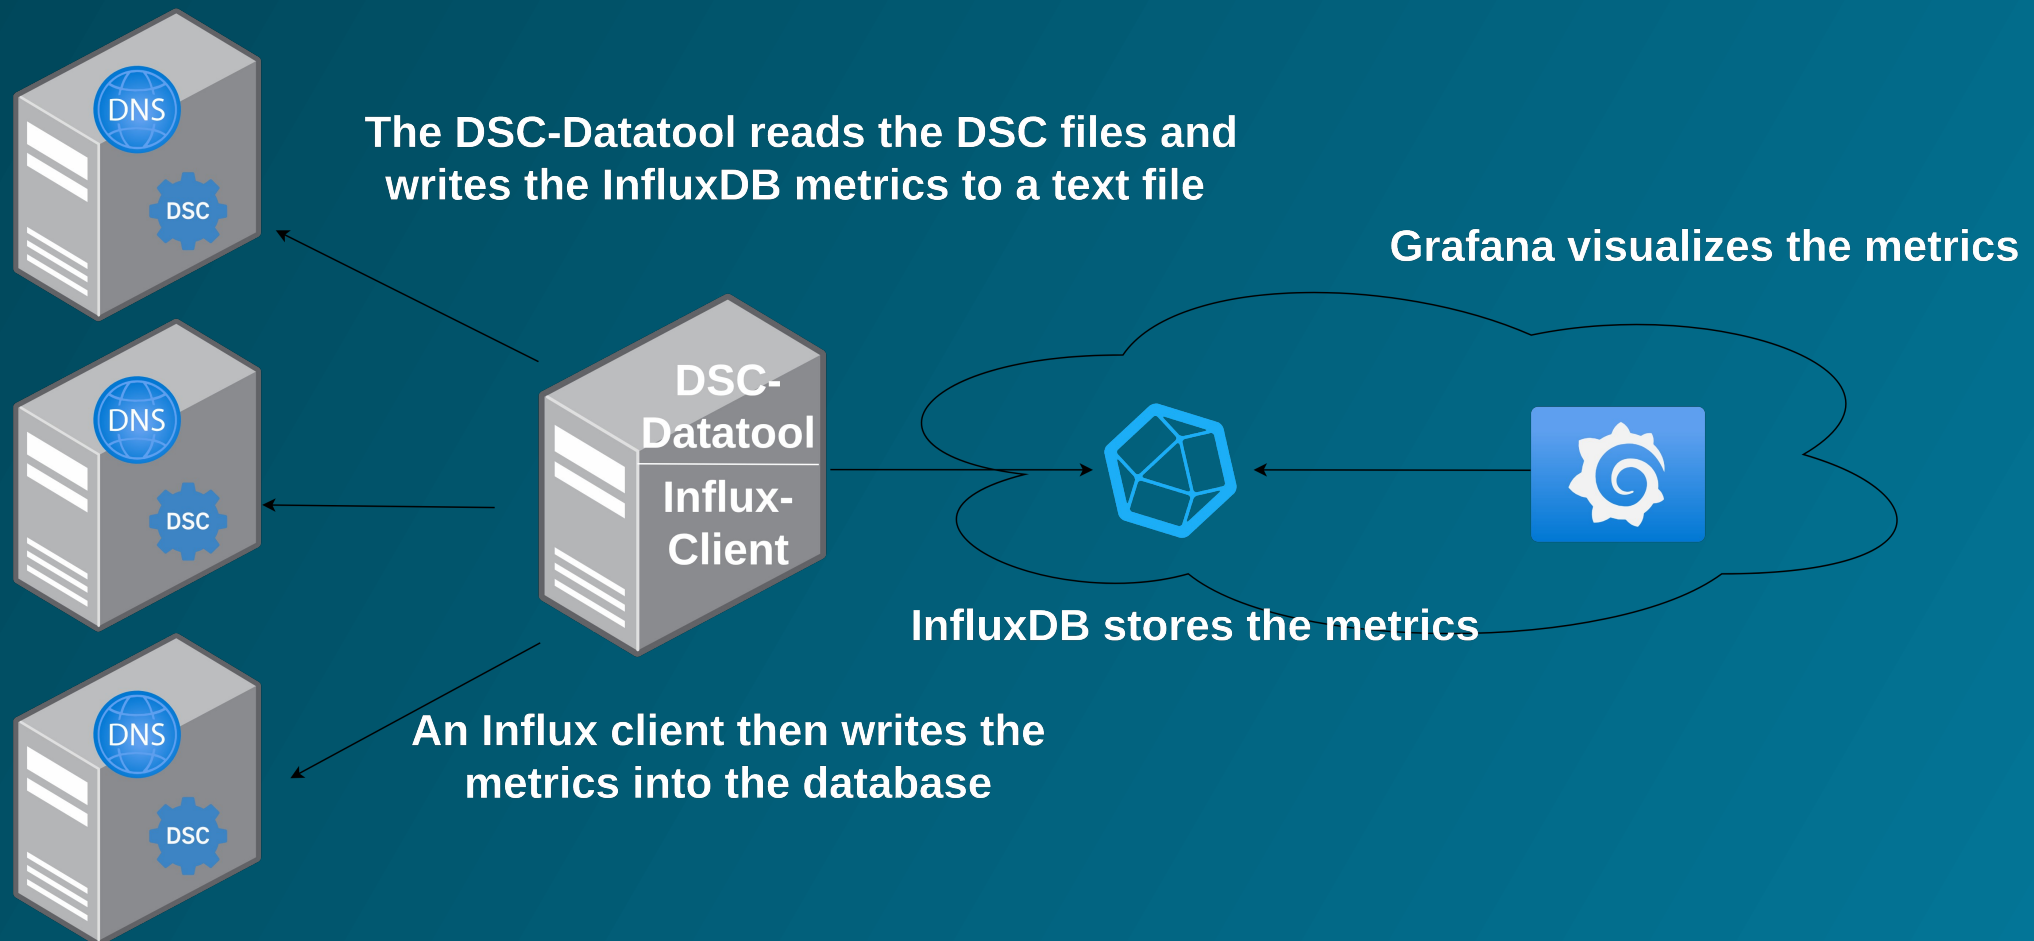 DNS
DSC
The DSC-Datatool reads the DSC files and
writes the InfluxDB metrics to a text file
Grafana visualizes the metrics
DNS
DSC
DSC-
Datatool
Influx-
Client
InfluxDB stores the metrics
DNS
DSC
An Influx client then writes the
metrics into the database